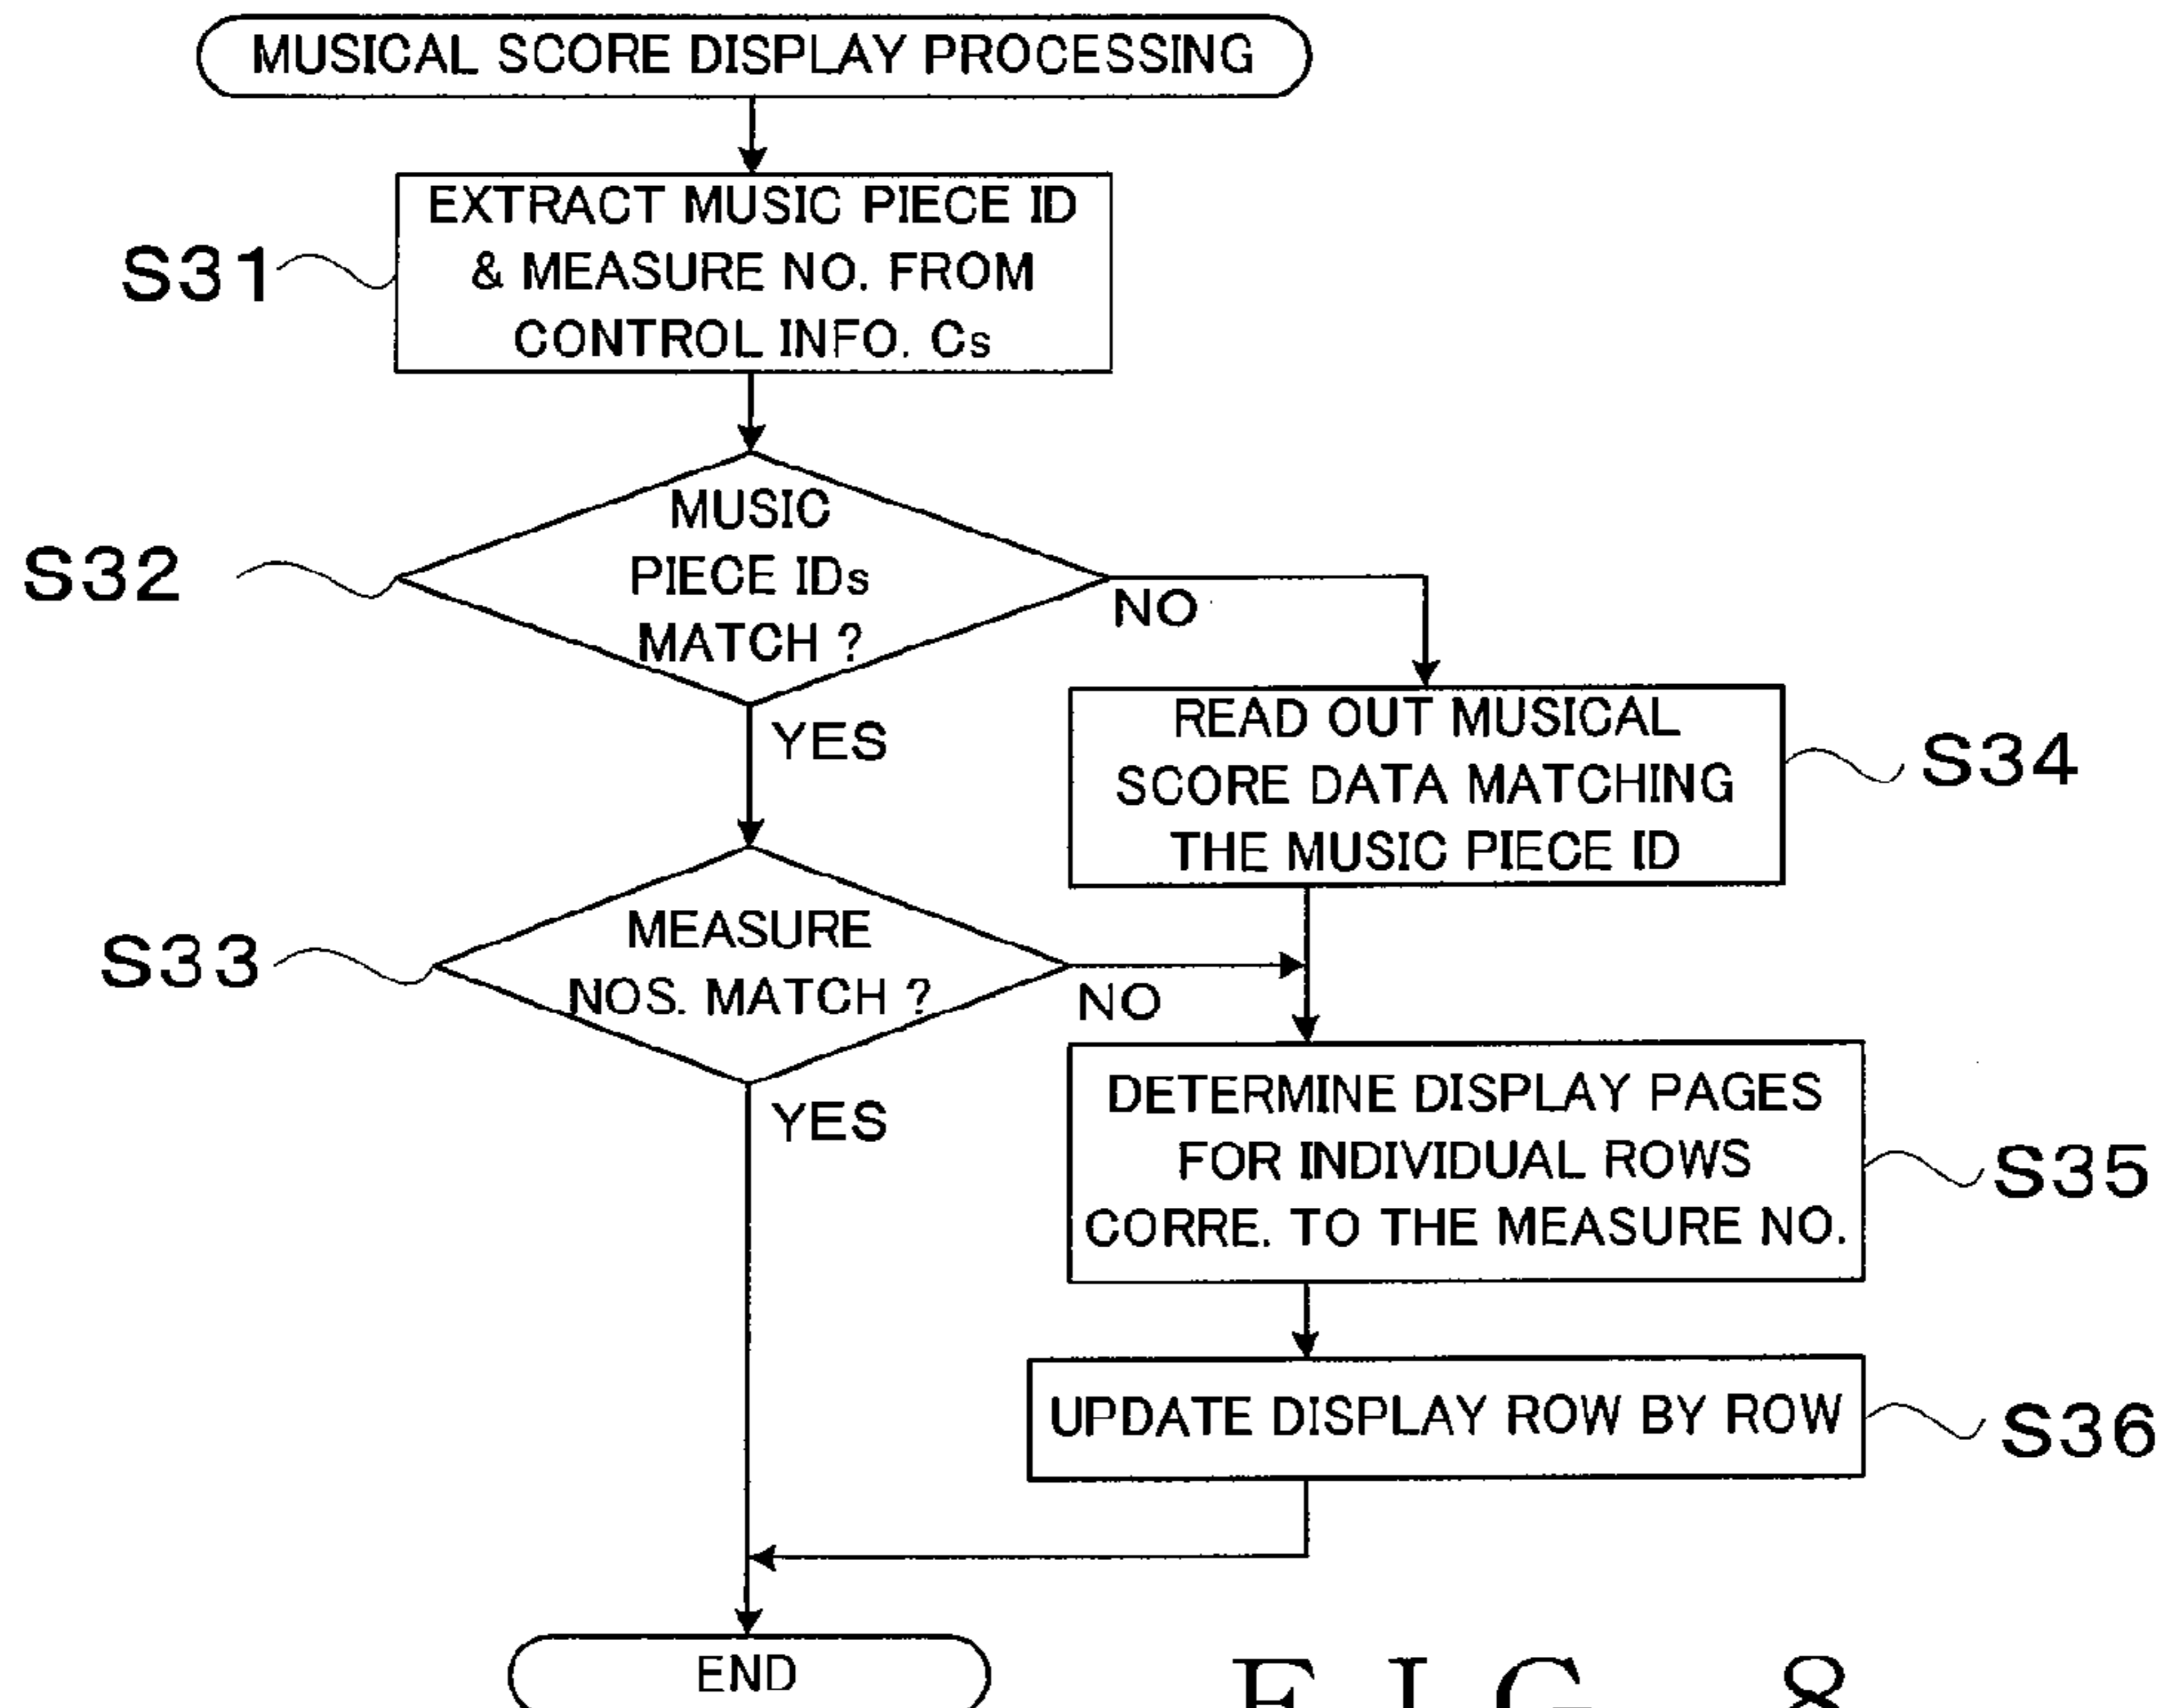 MUSICAL SCORE DISPLAY PROCESSING
EXTRACT MUSIC PIECE ID
& MEASURE NO. FROM
CONTROL INFO. Cs
S31
MUSIC
PIECE IDs
MATCH ?
S32
NO
YES
READ OUT MUSICAL
SCORE DATA MATCHING
THE MUSIC PIECE ID
S34
MEASURE
NOS. MATCH ?
S33
NO
YES
DETERMINE DISPLAY PAGES
FOR INDIVIDUAL ROWS
CORRE. TO THE MEASURE NO.
S35
UPDATE DISPLAY ROW BY ROW
S36
END
FIG. 8